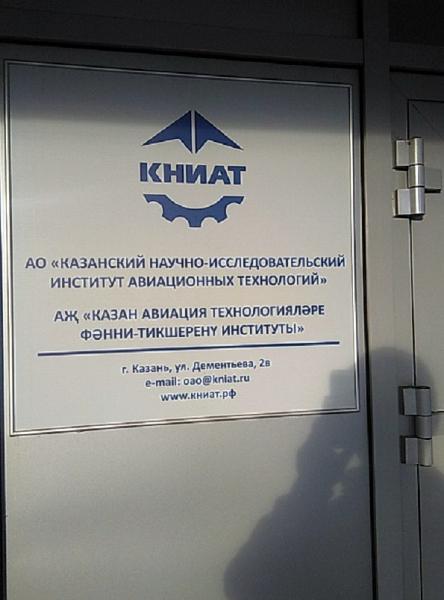 КНИАТ
АО «КАЗАНСКИЙ НАУЧНО-ИССЛЕДОВАТЕЛЬСКИЙ
ИНСТИТУТ АВИАЦИОННЫХ ТЕХНОЛОГИЙ»
АҖ «КАЗАН АВИАЦИЯ ТЕХНОЛОГИЯЛӘРЕ
ФӘННИ-ТИКШЕРЕНҮ ИНСТИТУТЫ»
г. Казань, ул. Дементьева, 2в
e-mail: oao@kniat.ru
www.книат.рф